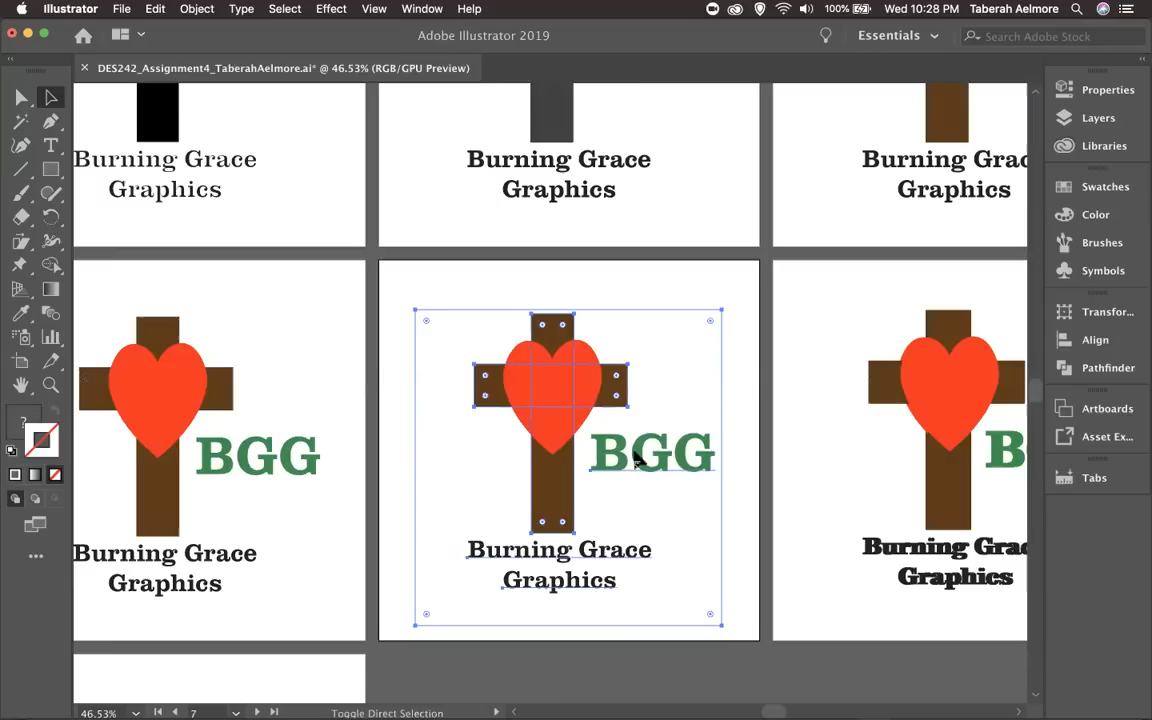 Illustrator File Edit Object Type Select Effect View Window Help 100% Wed 10:28 PM Taberah Aelmore
Adobe Illustrator 2019 Essentials Search Adobe Stock
× DES242_Assignment4_TaberahAelmore.ai* @ 46.53% (RGB/GPU Preview)
Properties
Layers
Libraries
Swatches
Color
Brushes
Symbols
Transfor...
Align
Pathfinder
Artboards
Asset Ex...
Tabs
Burning Grace
Graphics
Burning Grace
Graphics
Burning Grac
Graphics
BGG
Burning Grace
Graphics
BGG
Burning Grace
Graphics
B
Burning Grac
Graphics
?
46.53% 7 Toggle Direct Selection